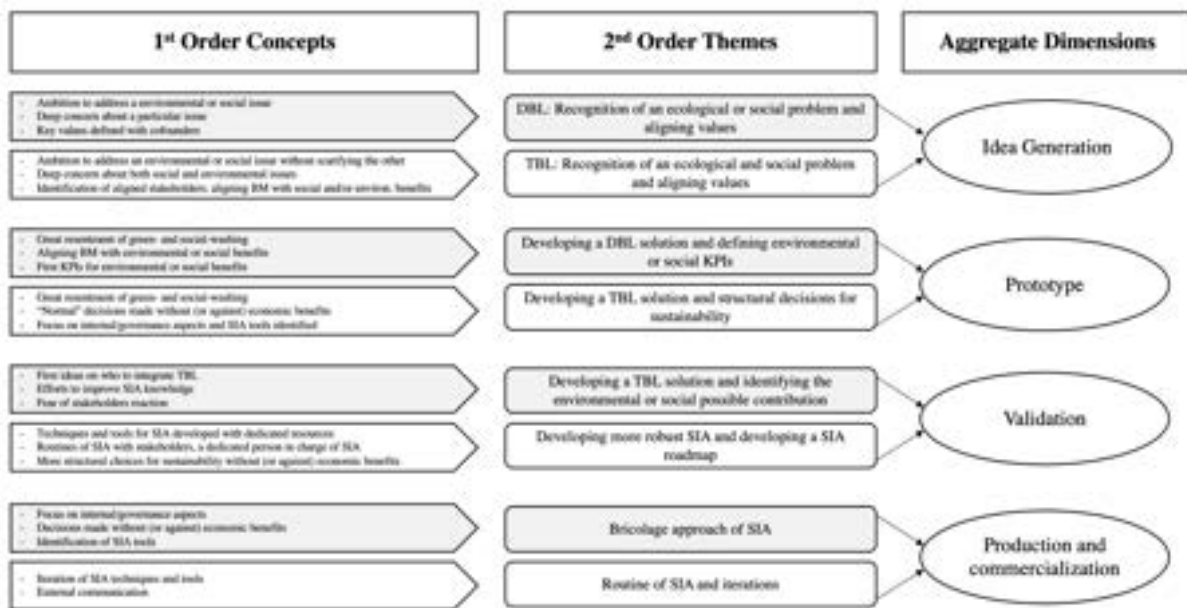 1st Order Concepts
2nd Order Themes
Aggregate Dimensions
- Ambition to address a environmental or social issue
- Deep concern about a particular issue
- Key values defined with cofounders
DBL: Recognition of an ecological or social problem and
aligning values
- Ambition to address an environmental or social issue without scarifying the other
- Deep concern about both social and environmental issues
- Identification of aligned stakeholders, aligning BM with social and/or environ. benefits
TBL: Recognition of an ecological and social problem
and aligning values
Idea Generation
- Great resentment of green- and social-washing
- Aligning BM with environmental or social benefits
- First KPIs for environmental or social benefits
Developing a DBL solution and defining environmental
or social KPIs
- Great resentment of green- and social-washing
- "Normal" decisions made without (or against) economic benefits
- Focus on internal/governance aspects and SIA tools identified
Developing a TBL solution and structural decisions for
sustainability
Prototype
- First ideas on who to integrate TBL
- Efforts to improve SIA knowledge
- Fear of stakeholders reaction
Developing a TBL solution and identifying the
environmental or social possible contribution
- Techniques and tools for SIA developed with dedicated resources
- Routines of SIA with stakeholders, a dedicated person in charge of SIA
- More structural choices for sustainability without (or against) economic benefits
Developing more robust SIA and developing a SIA
roadmap
Validation
- Focus on internal/governance aspects
- Decisions made without (or against) economic benefits
- Identification of SIA tools
Bricolage approach of SIA
- Iteration of SIA techniques and tools
- External communication
Routine of SIA and iterations
Production and
commercialization